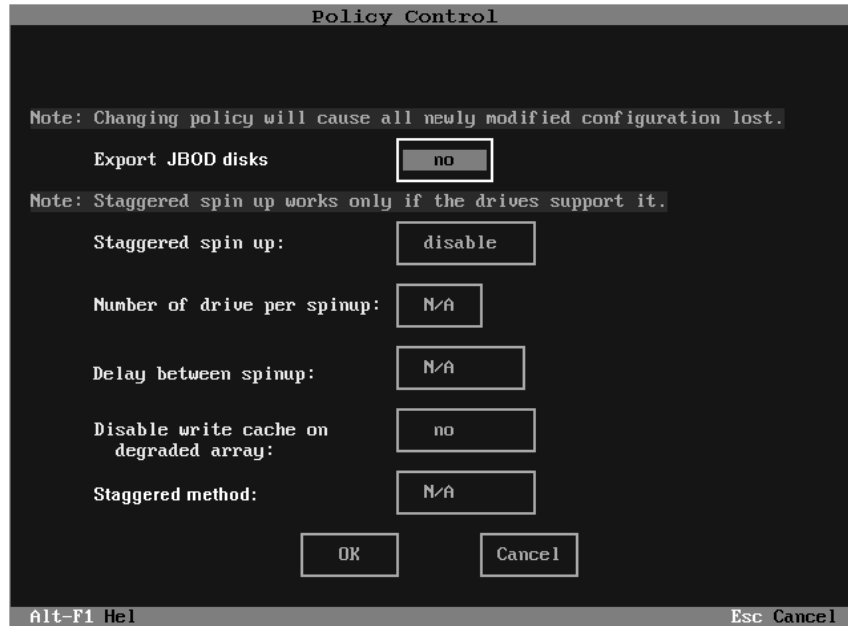 Policy Control
Note: Changing policy will cause all newly modified configuration lost.
Export JBOD disks no
Note: Staggered spin up works only if the drives support it.
Staggered spin up: disable
Number of drive per spinup: N/A
Delay between spinup: N/A
Disable write cache on no
degraded array:
Staggered method: N/A
OK Cancel
Alt-F1 Hel Esc Cancel